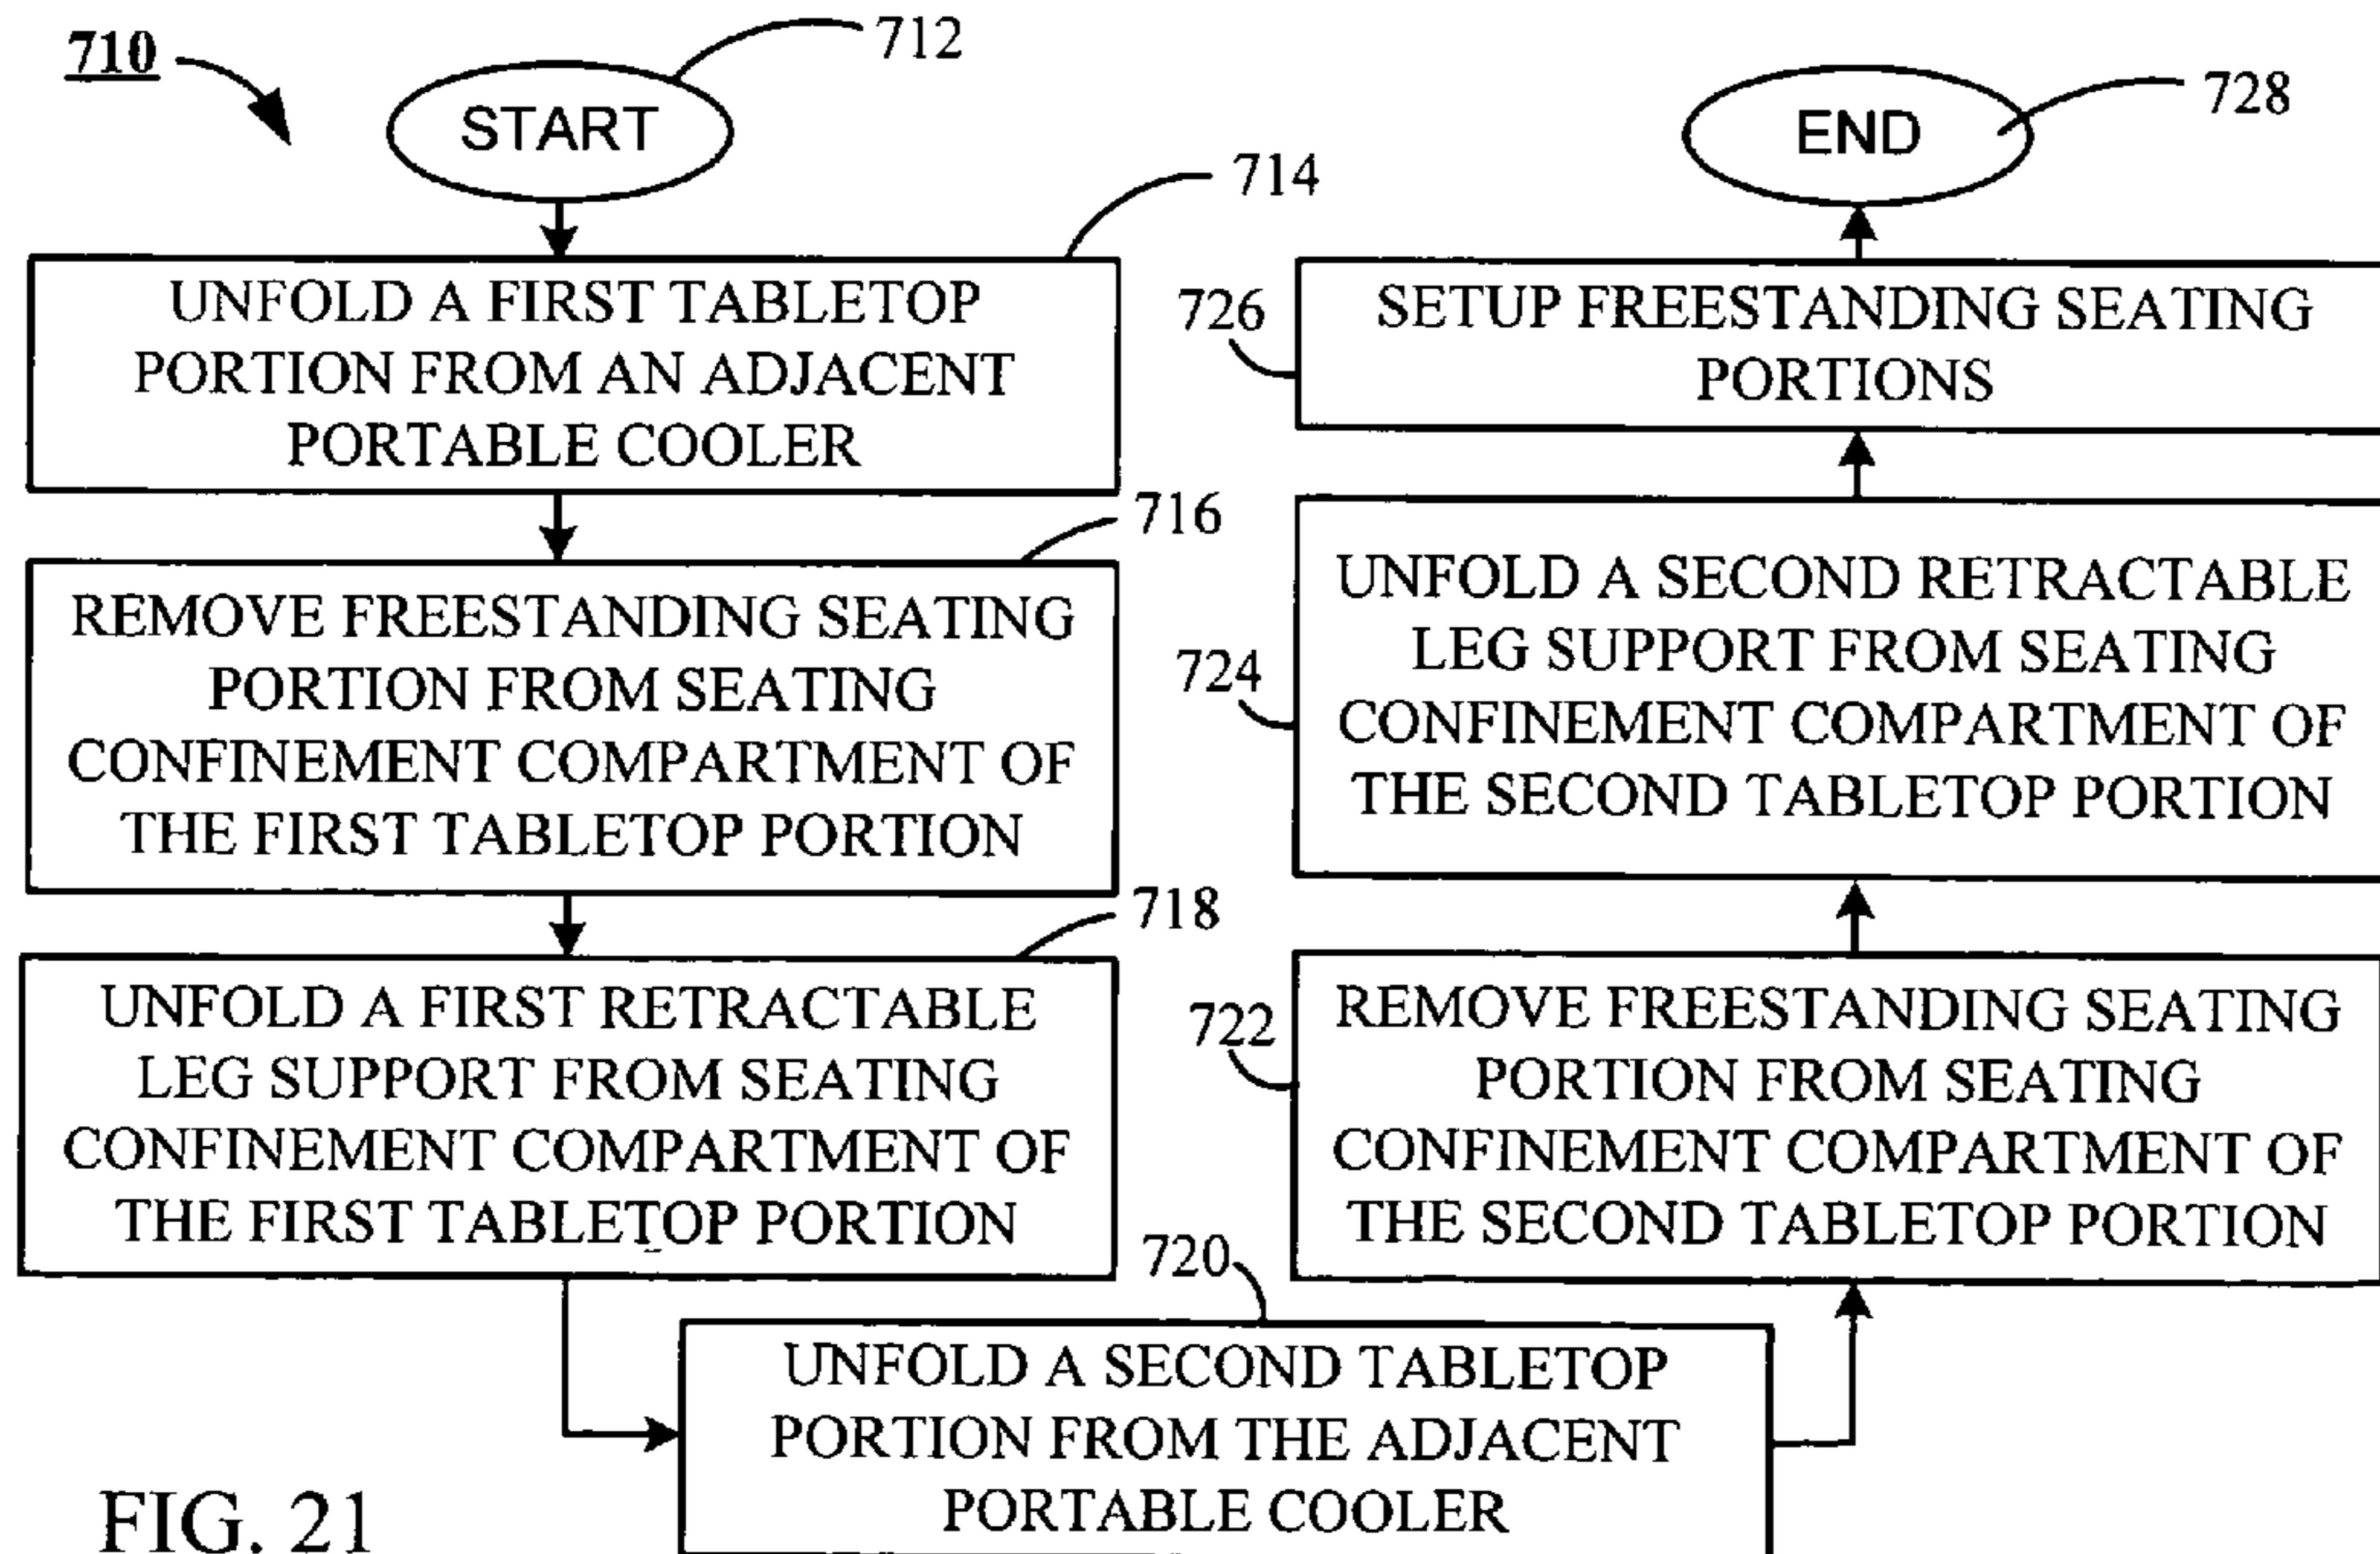 710
712
START
714
UNFOLD A FIRST TABLETOP
PORTION FROM AN ADJACENT
PORTABLE COOLER
716
REMOVE FREESTANDING SEATING
PORTION FROM SEATING
CONFINEMENT COMPARTMENT OF
THE FIRST TABLETOP PORTION
718
UNFOLD A FIRST RETRACTABLE
LEG SUPPORT FROM SEATING
CONFINEMENT COMPARTMENT OF
THE FIRST TABLETOP PORTION
720
UNFOLD A SECOND TABLETOP
PORTION FROM THE ADJACENT
PORTABLE COOLER
722
REMOVE FREESTANDING SEATING
PORTION FROM SEATING
CONFINEMENT COMPARTMENT OF
THE SECOND TABLETOP PORTION
724
UNFOLD A SECOND RETRACTABLE
LEG SUPPORT FROM SEATING
CONFINEMENT COMPARTMENT OF
THE SECOND TABLETOP PORTION
726
SETUP FREESTANDING SEATING
PORTIONS
728
END
FIG. 21